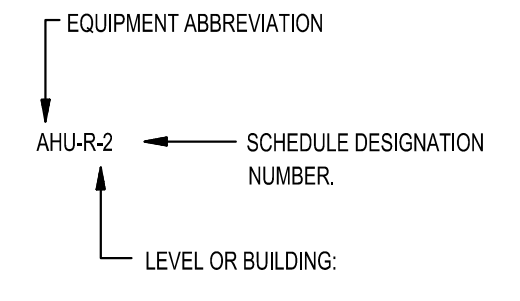 EQUIPMENT ABBREVIATION
AHU-R-2
SCHEDULE DESIGNATION
NUMBER.
LEVEL OR BUILDING: